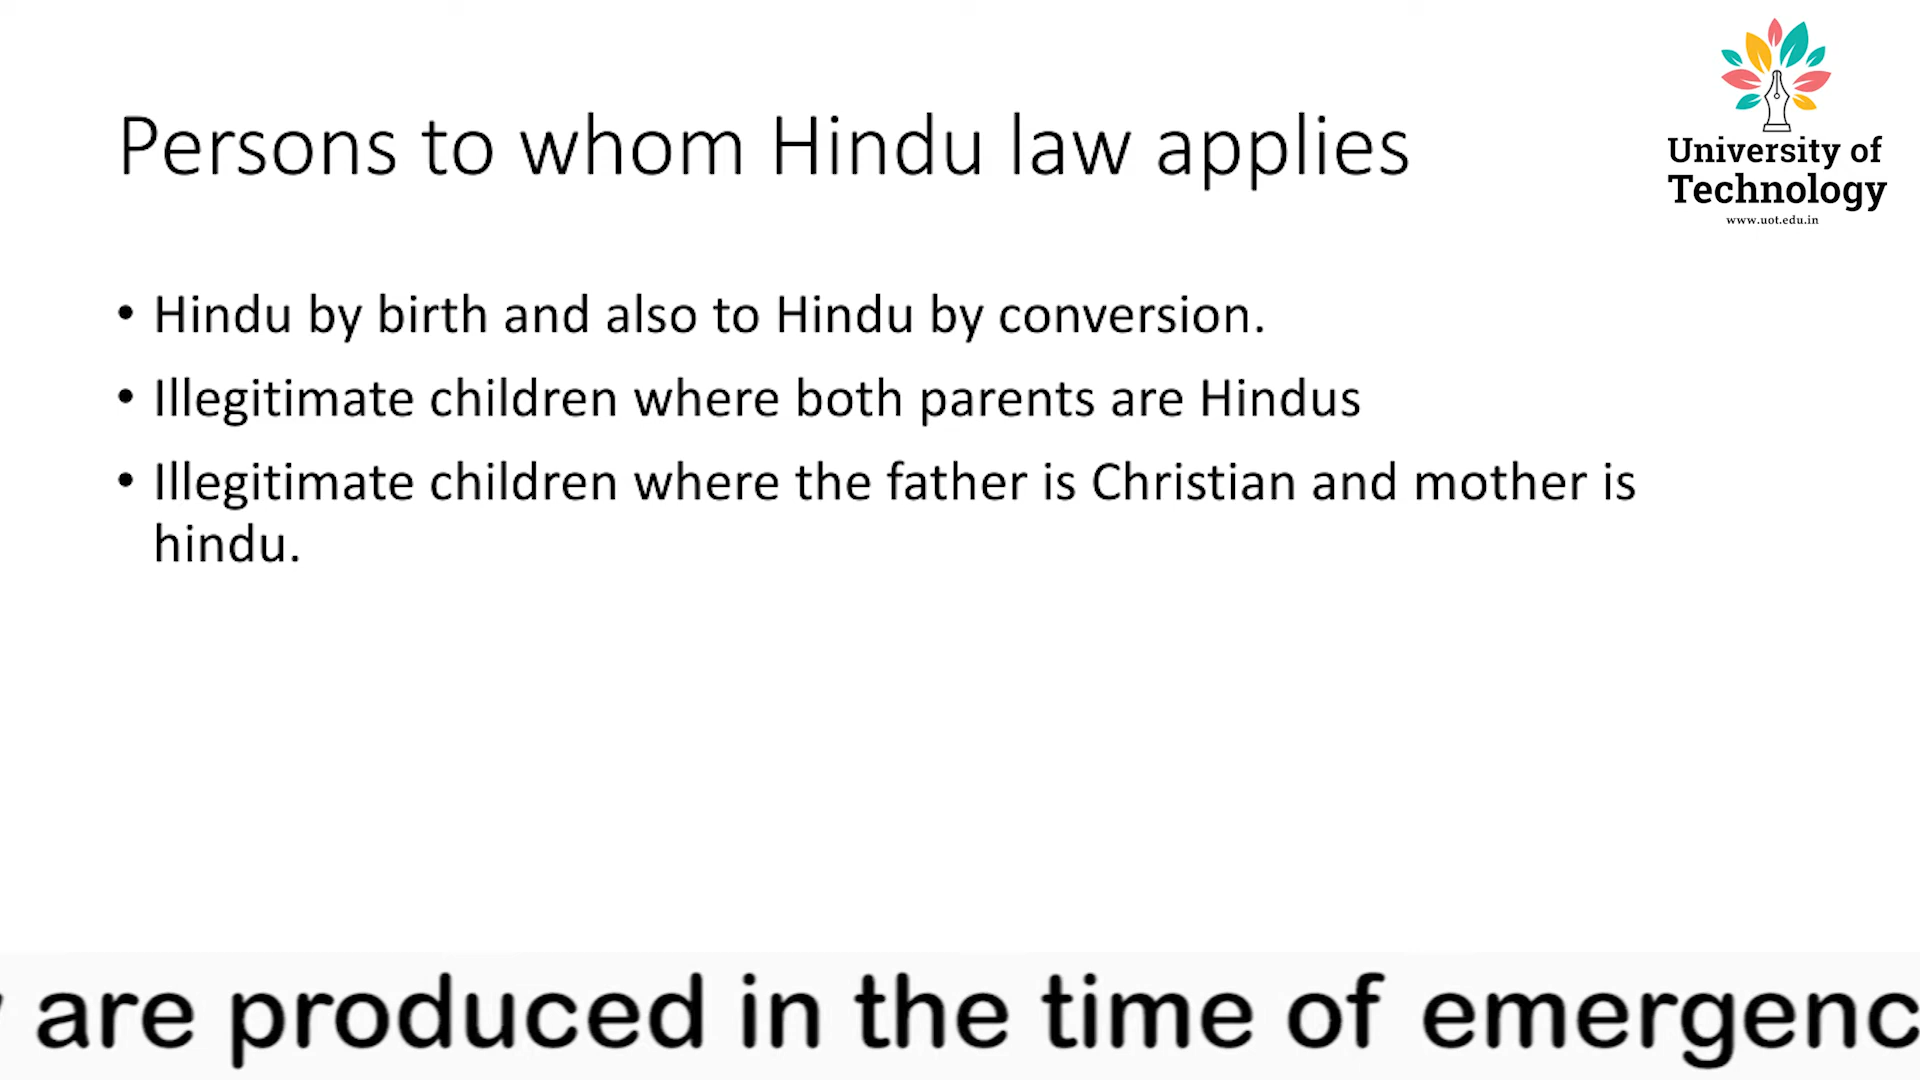 Persons to whom Hindu law applies
University of
Technology
www.uot.edu.in
• Hindu by birth and also to Hindu by conversion.
• Illegitimate children where both parents are Hindus
• Illegitimate children where the father is Christian and mother is
hindu.
are produced in the time of emergenc